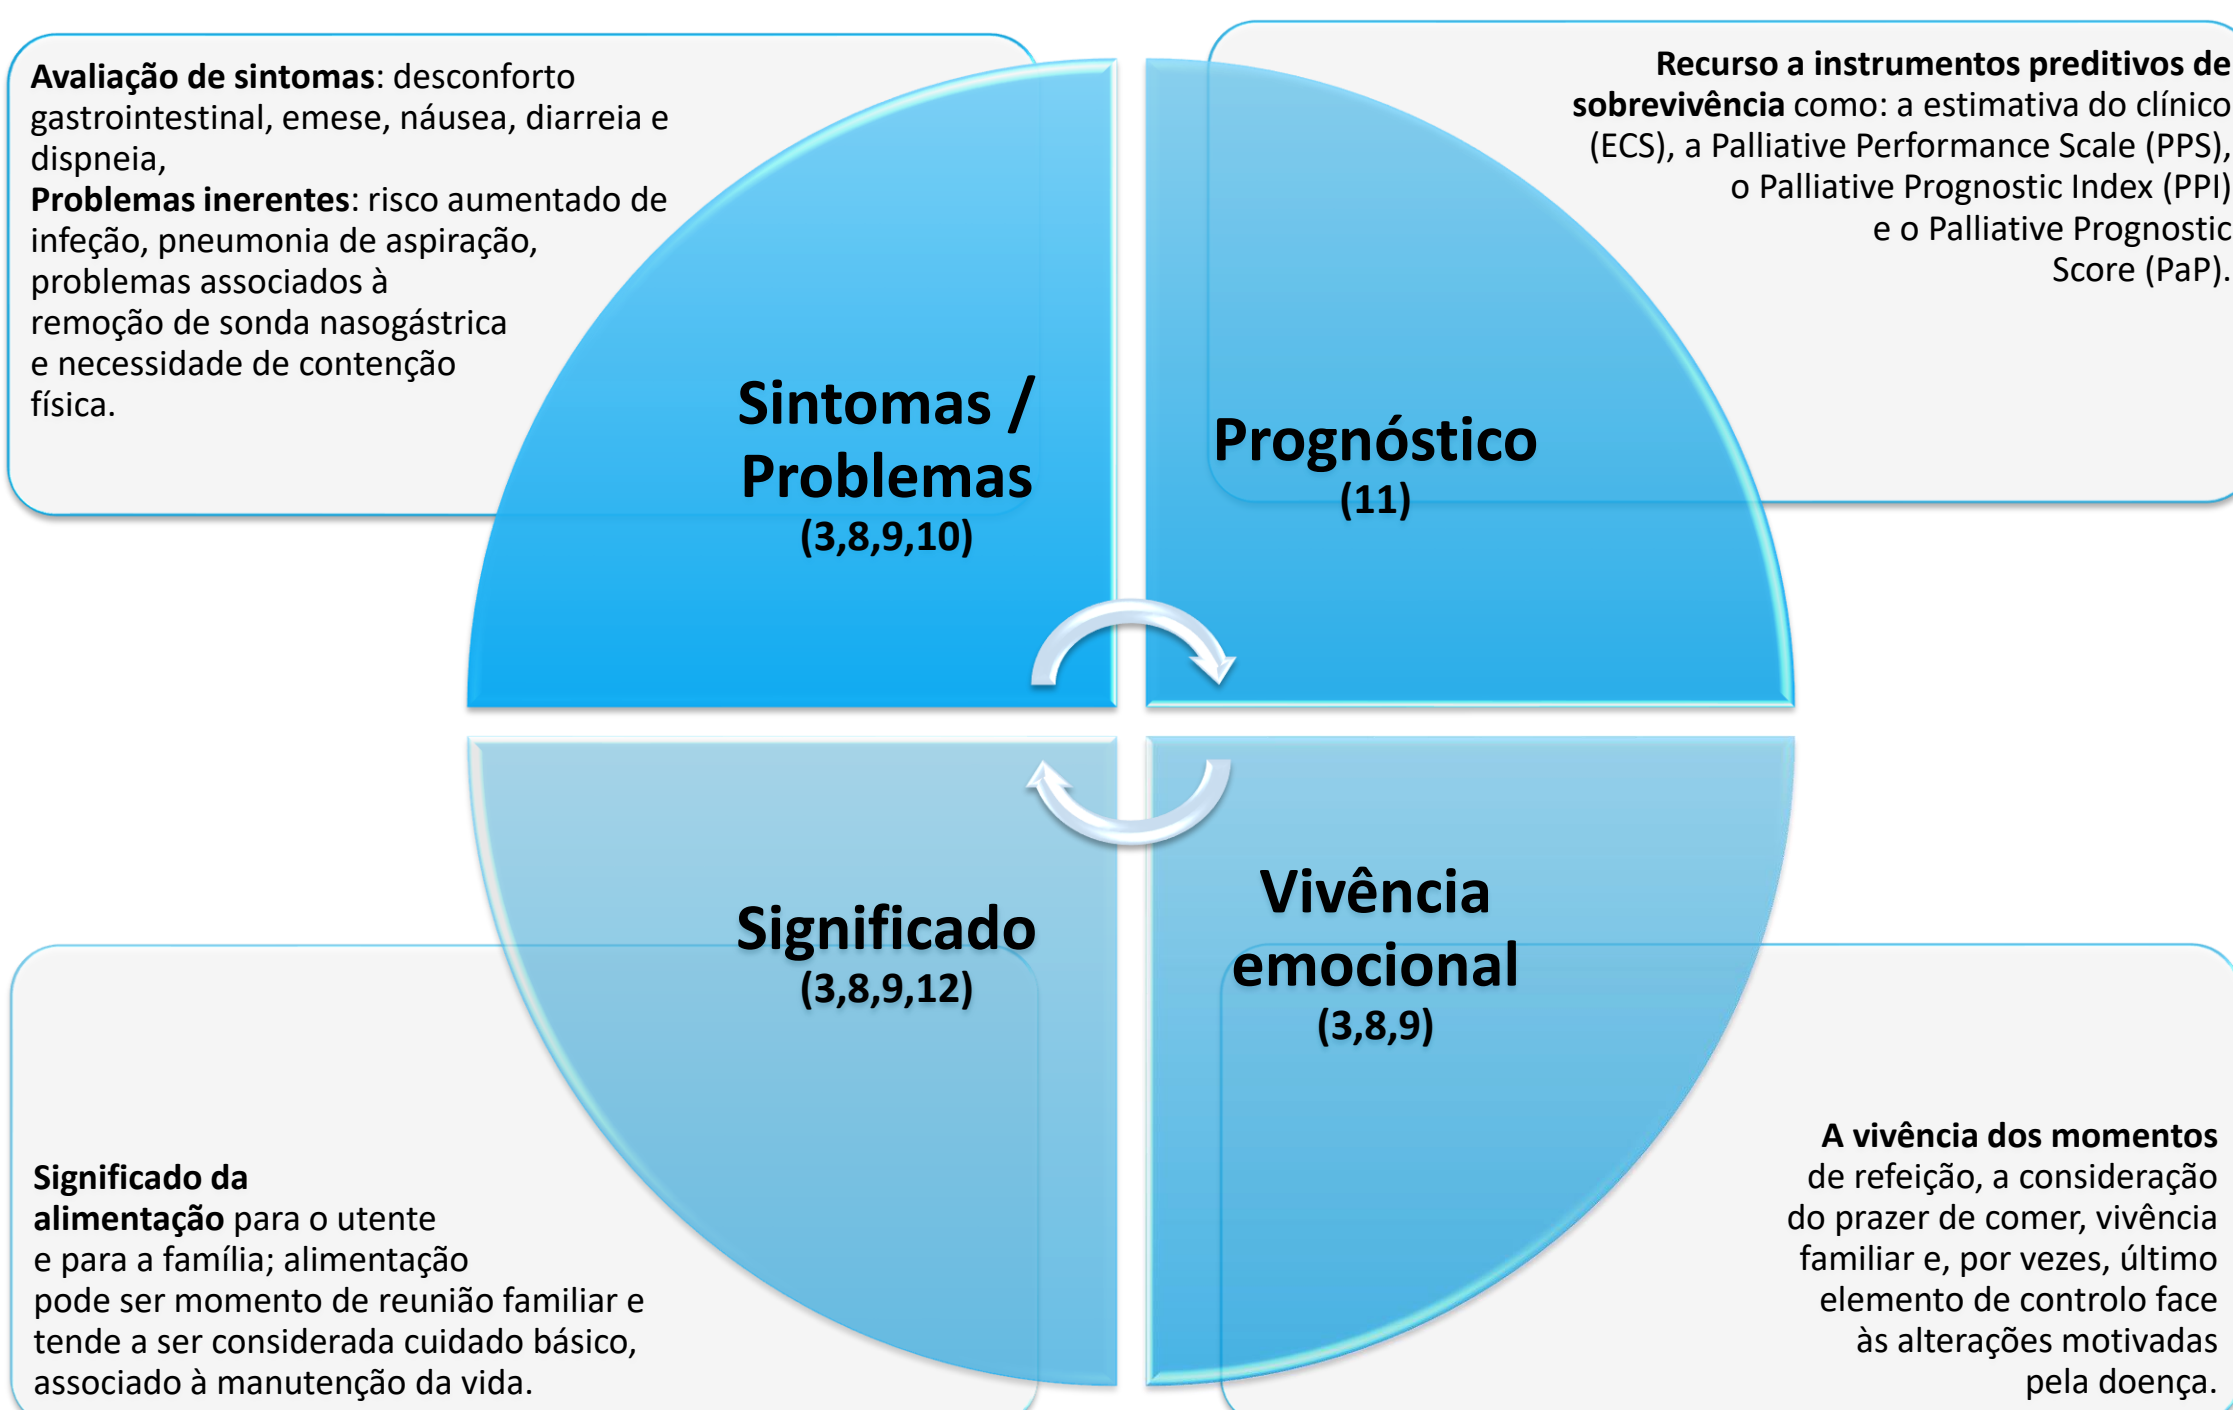 Avaliação de sintomas: desconforto
gastrointestinal, emese, náusea, diarreia e
dispneia,
Problemas inerentes: risco aumentado de
infeção, pneumonia de aspiração,
problemas associados à
remoção de sonda nasogástrica
e necessidade de contenção
física.
Recurso a instrumentos preditivos de
sobrevivência como: a estimativa do clínico
(ECS), a Palliative Performance Scale (PPS),
o Palliative Prognostic Index (PPI)
e o Palliative Prognostic
Score (PaP).
Sintomas /
Problemas
(3,8,9,10)
Prognóstico
(11)
Significado
(3,8,9,12)
Vivência
emocional
(3,8,9)
Significado da
alimentação para o utente
e para a família; alimentação
pode ser momento de reunião familiar e
tende a ser considerada cuidado básico,
associado à manutenção da vida.
A vivência dos momentos
de refeição, a consideração
do prazer de comer, vivência
familiar e, por vezes, último
elemento de controlo face
às alterações motivadas
pela doença.